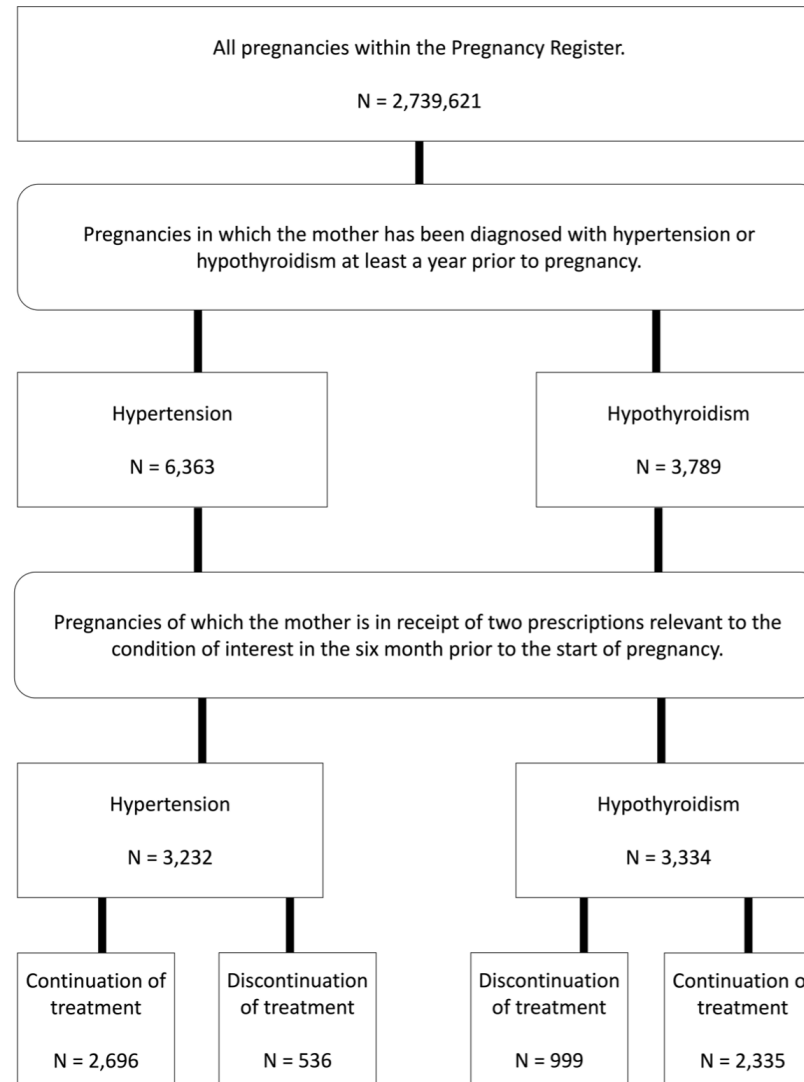 All pregnancies within the Pregnancy Register.
N = 2,739,621
Pregnancies in which the mother has been diagnosed with hypertension or
hypothyroidism at least a year prior to pregnancy.
Hypertension
N = 6,363
Hypothyroidism
N = 3,789
Pregnancies of which the mother is in receipt of two prescriptions relevant to the
condition of interest in the six month prior to the start of pregnancy.
Hypertension
N = 3,232
Hypothyroidism
N = 3,334
Continuation of
treatment
N = 2,696
Discontinuation
of treatment
N = 536
Discontinuation
of treatment
N = 999
Continuation o
treatment
N = 2,335